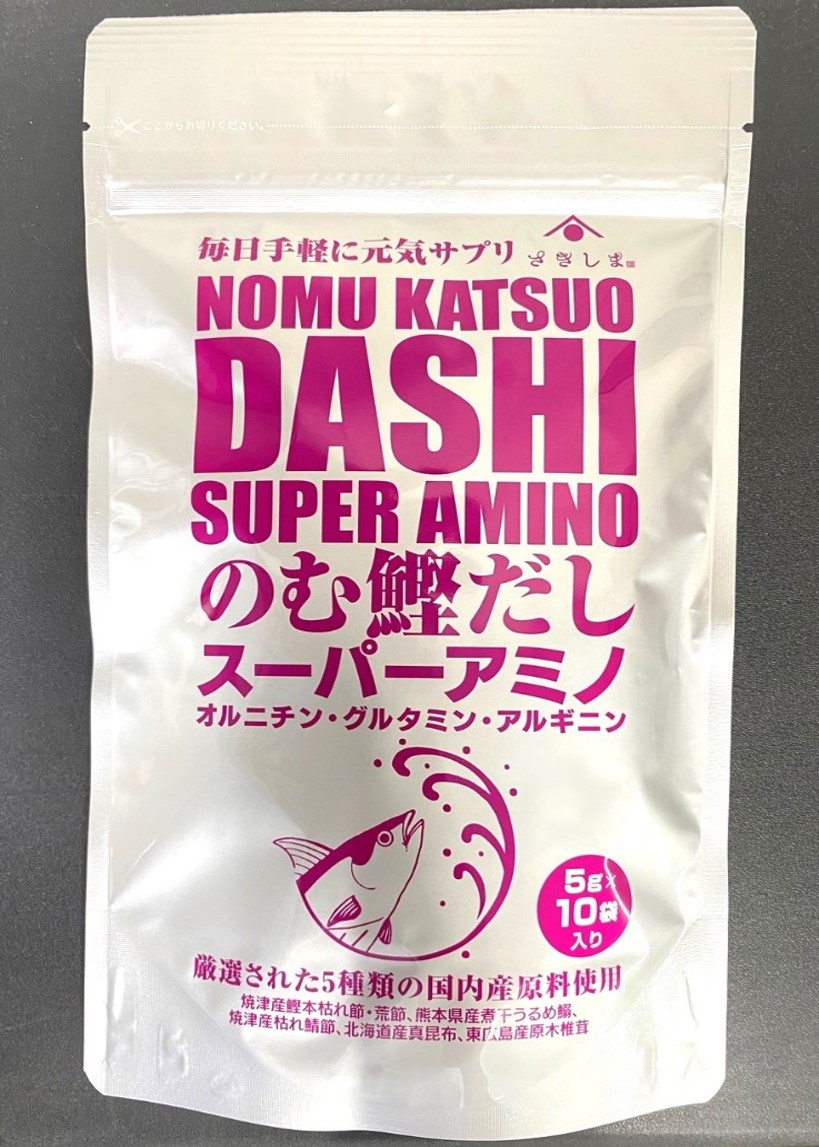 ここからお切りください。
毎日手軽に元気サプリ さきしま
NOMU KATSUO
DASHI
SUPER AMINO
のむ鰹だし
スーパーアミノ
オルニチン・グルタミン・アルギニン
5g×
10袋
入り
厳選された5種類の国内産原料使用
焼津産鰹本枯れ節・荒節、熊本県産煮干うるめ鰯、
焼津産枯れ鯖節、北海道産真昆布、東広島産原木椎茸